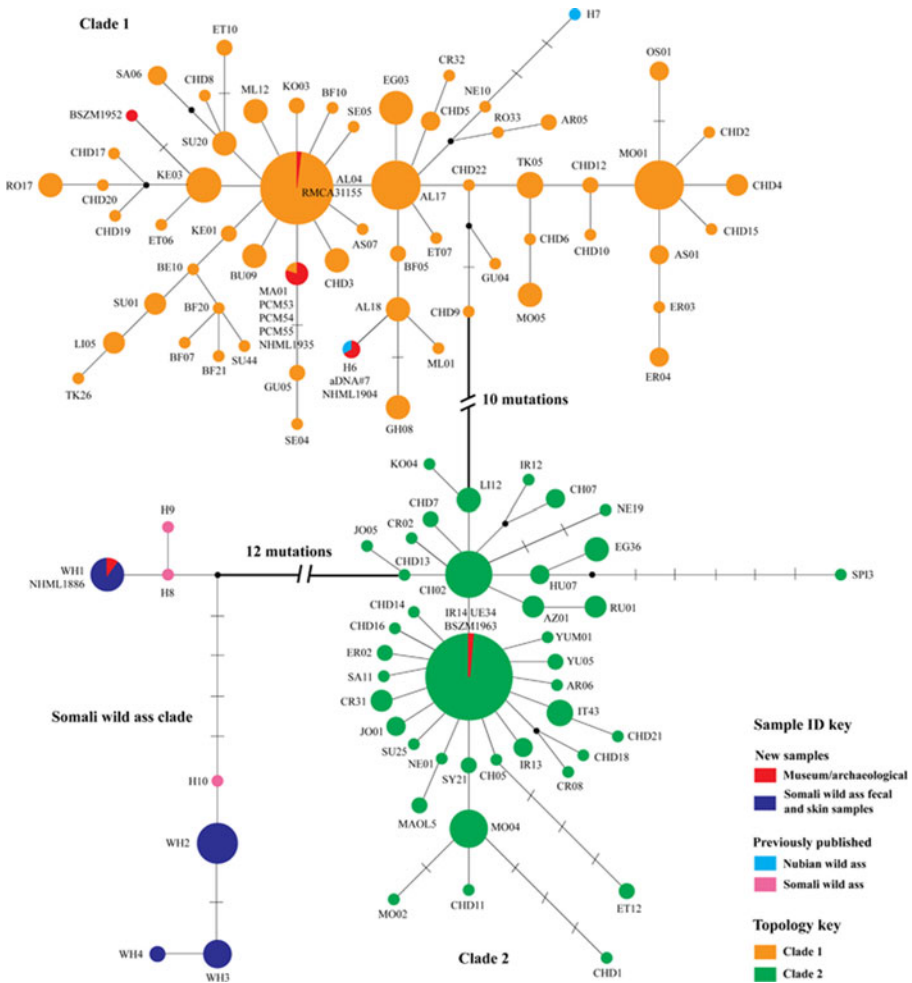 Clade 1
H7
ET10
OS01
SA06
CHD8
ML12
KO03
BF10
EG03
CR32
CHD5
NE10
SE05
RO33
AR05
BSZM1952
SU20
CHD2
MO01
CHD17
KE03
AL04
RMCA31155
CHD22
TK05
CHD12
RO17
CHD20
AL17
CHD4
CHD19
ET06
KE01
AS07
ET07
CHD6
CHD10
CHD15
BE10
BU09
CHD3
BF05
GU04
AS01
MA01
PCM53
PCM54
PCM55
NHML1935
SU01
BF20
AL18
CHD9
MO05
ER03
LI05
BF07
BF21
SU44
H6
aDNA#7
NHML1904
ML01
ER04
TK26
GU05
SE04
GH08
10 mutations
KO04
IR12
LI12
CH07
H9
CHD7
NE19
JO05
CR02
EG36
12 mutations
WH1
NHML1886
H8
CHD13
CH02
HU07
SPI3
IR14 UE34
BSZM1963
AZ01
RU01
CHD14
CHD16
YUM01
ER02
YU05
SA11
AR06
CR31
IT43
Somali wild ass clade
JO01
CHD21
SU25
IR13
CHD18
NE01
SY21
CH05
CR08
H10
MAOL5
MO04
WH2
MO02
CHD11
ET12
WH4
WH3
Clade 2
CHD1
Sample ID key
New samples
Museum/archaeological
Somali wild ass fecal
and skin samples
Previously published
Nubian wild ass
Somali wild ass
Topology key
Clade 1
Clade 2